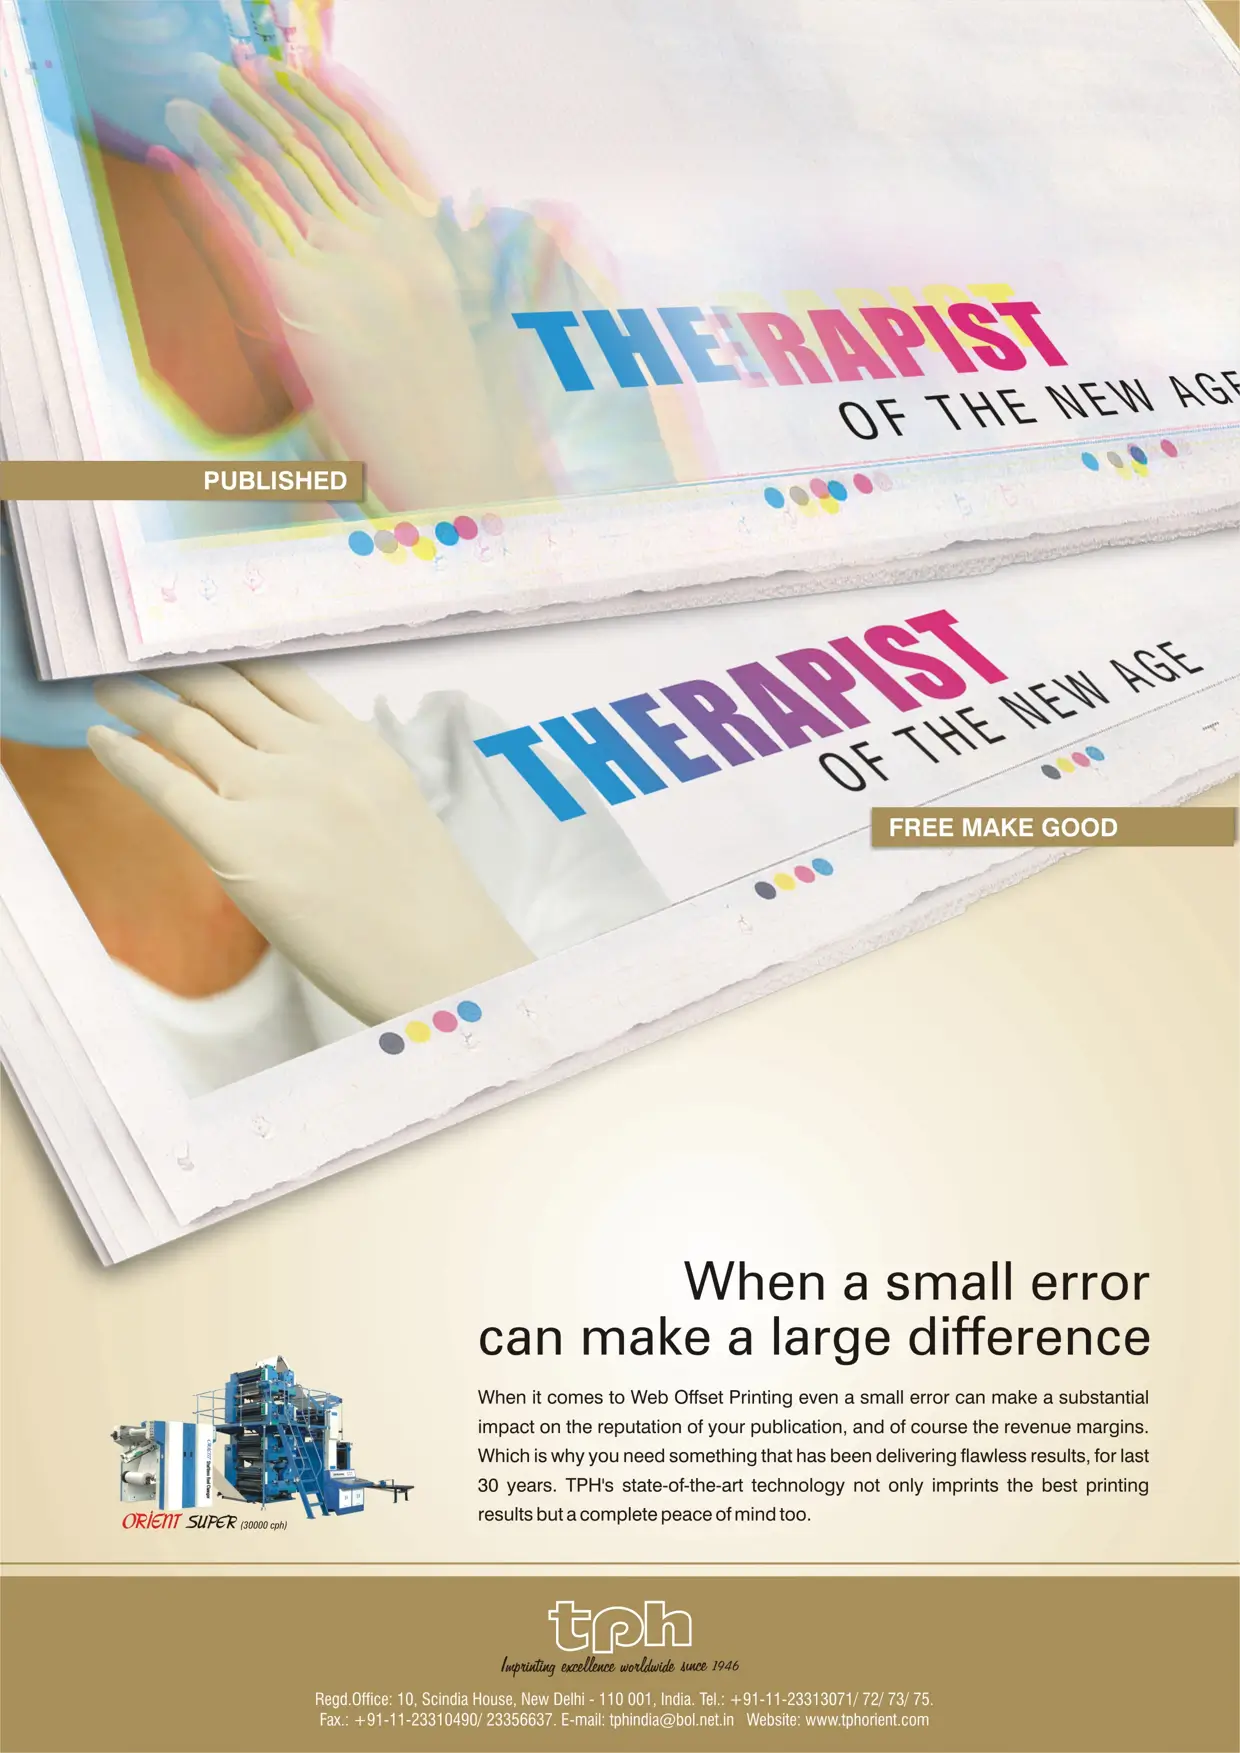 THERAPIST
OF THE NEW AGE
PUBLISHED
THERAPIST
OF THE NEW AGE
FREE MAKE GOOD
When a small error
can make a large difference
When it comes to Web Offset Printing even a small error can make a substantial
impact on the reputation of your publication, and of course the revenue margins.
Which is why you need something that has been delivering flawless results, for last
30 years. TPH's state-of-the-art technology not only imprints the best printing
results but a complete peace of mind too.
ORIENT SUPER (30000 cph)
tph
Imprinting excellence worldwide since 1946
Regd.Office: 10, Scindia House, New Delhi - 110 001, India. Tel.: +91-11-23313071/ 72/ 73/ 75.
Fax.: +91-11-23310490/ 23356637. E-mail: tphindia@bol.net.in Website: www.tphorient.com